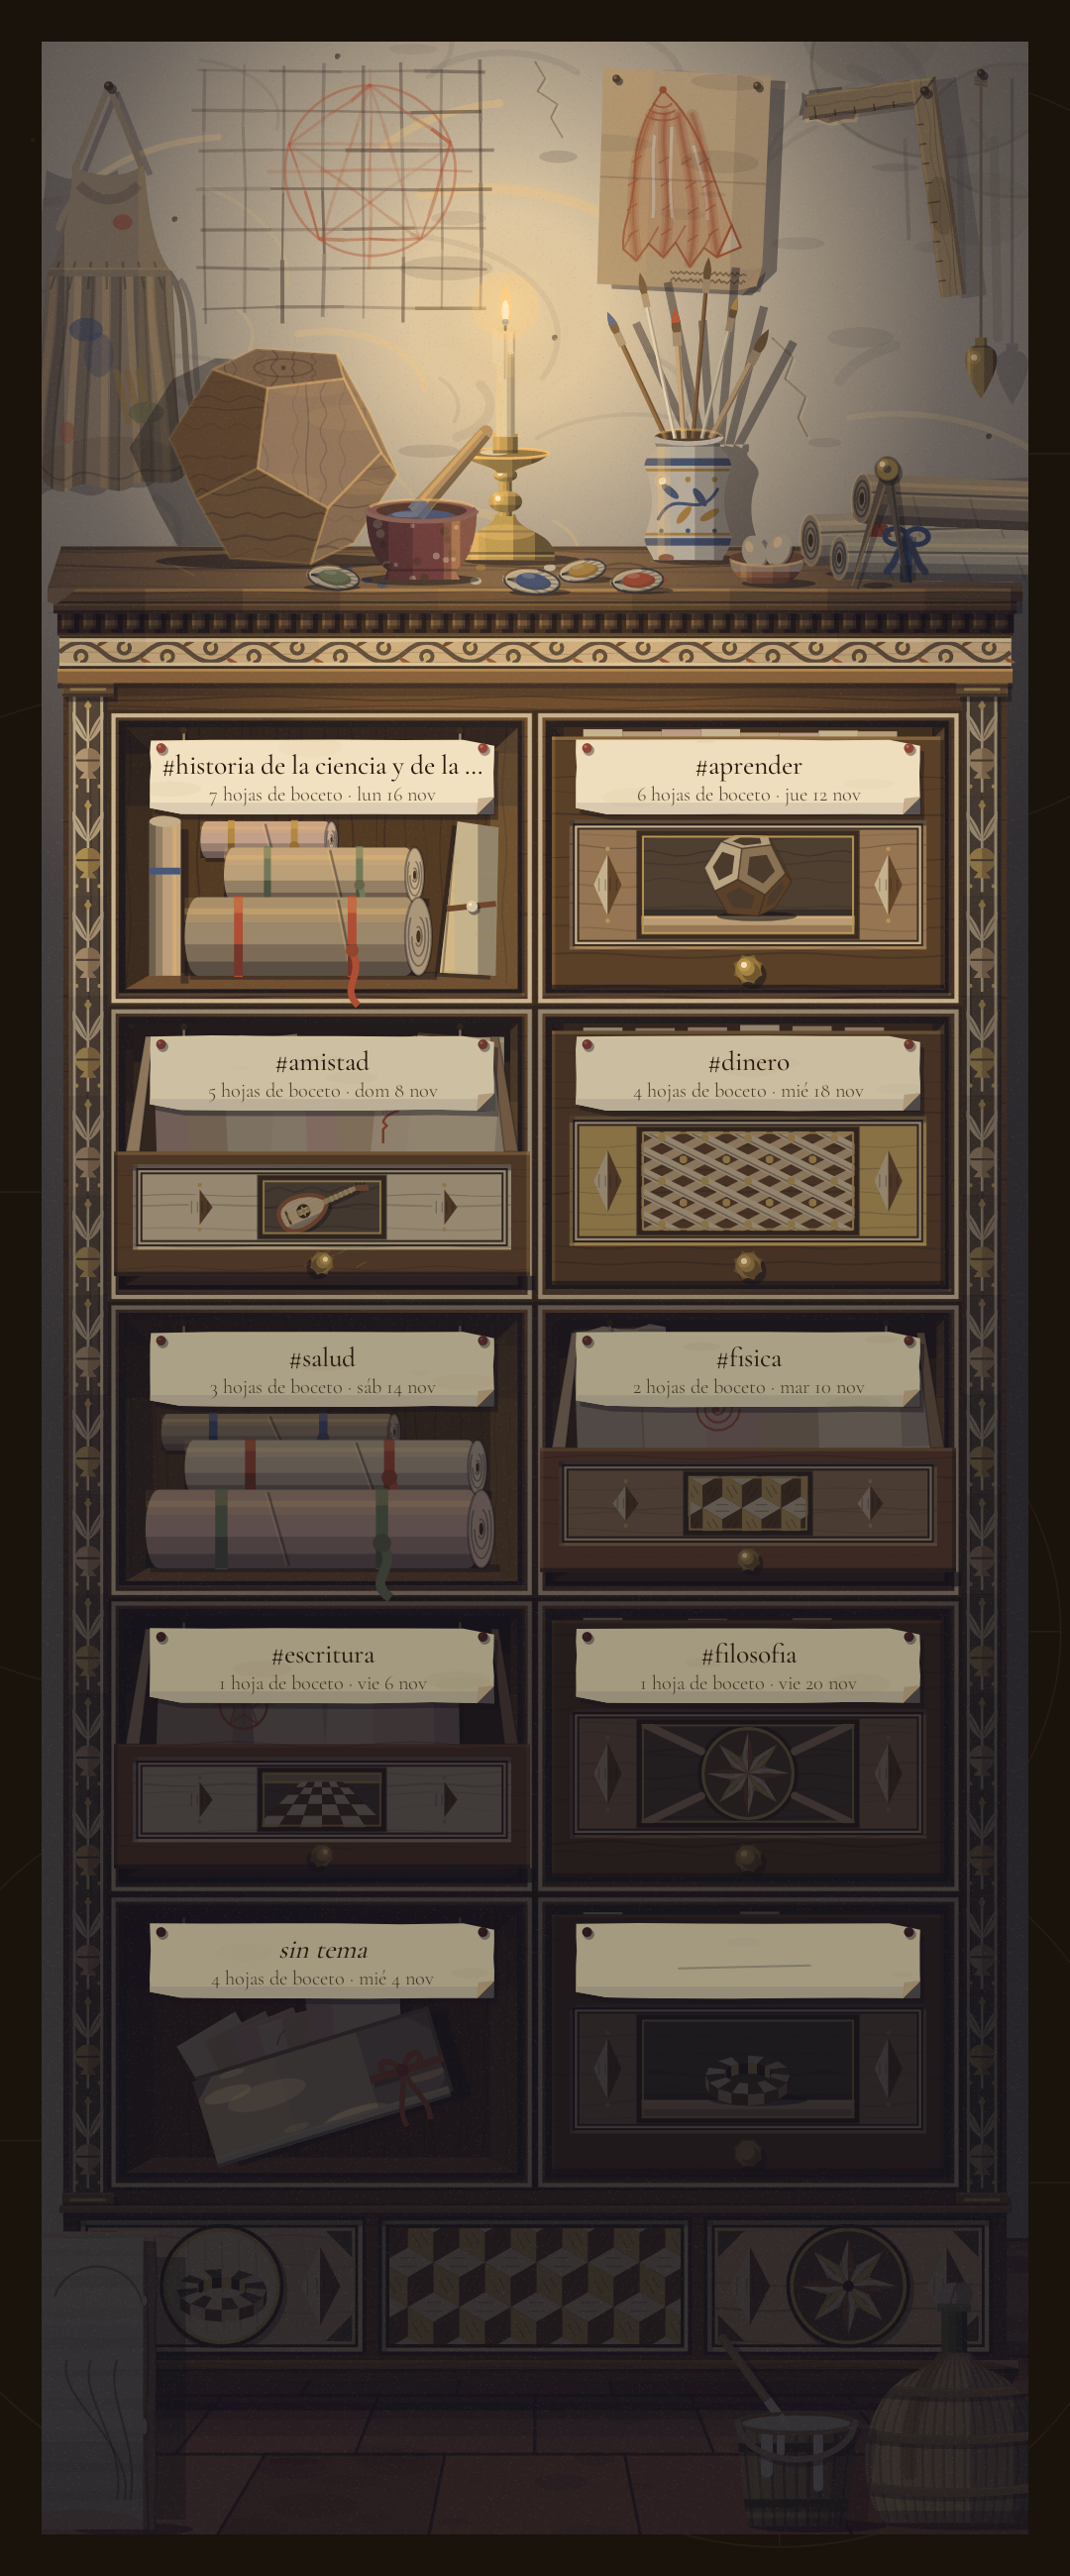 #historia de la ciencia y de la ...
7 hojas de boceto · lun 16 nov
#aprender
6 hojas de boceto · jue 12 nov
#amistad
5 hojas de boceto · dom 8 nov
#dinero
4 hojas de boceto · mié 18 nov
#salud
3 hojas de boceto · sáb 14 nov
#física
2 hojas de boceto · mar 10 nov
#escritura
1 hoja de boceto · vie 6 nov
#filosofía
1 hoja de boceto · vie 20 nov
sin tema
4 hojas de boceto · mié 4 nov